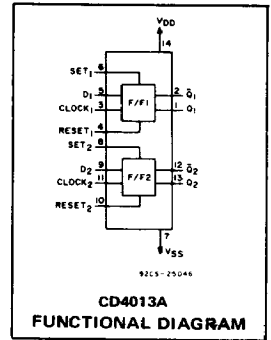 VDD
14
6
SET1
D1 5
2 Q̅1
F/F1
CLOCK1 3
1 Q1
4
RESET1
8
SET2
D2 9
12 Q̅2
F/F2
CLOCK2 11
13 Q2
10
RESET2
7
VSS
92CS-25046
CD4013A
FUNCTIONAL DIAGRAM